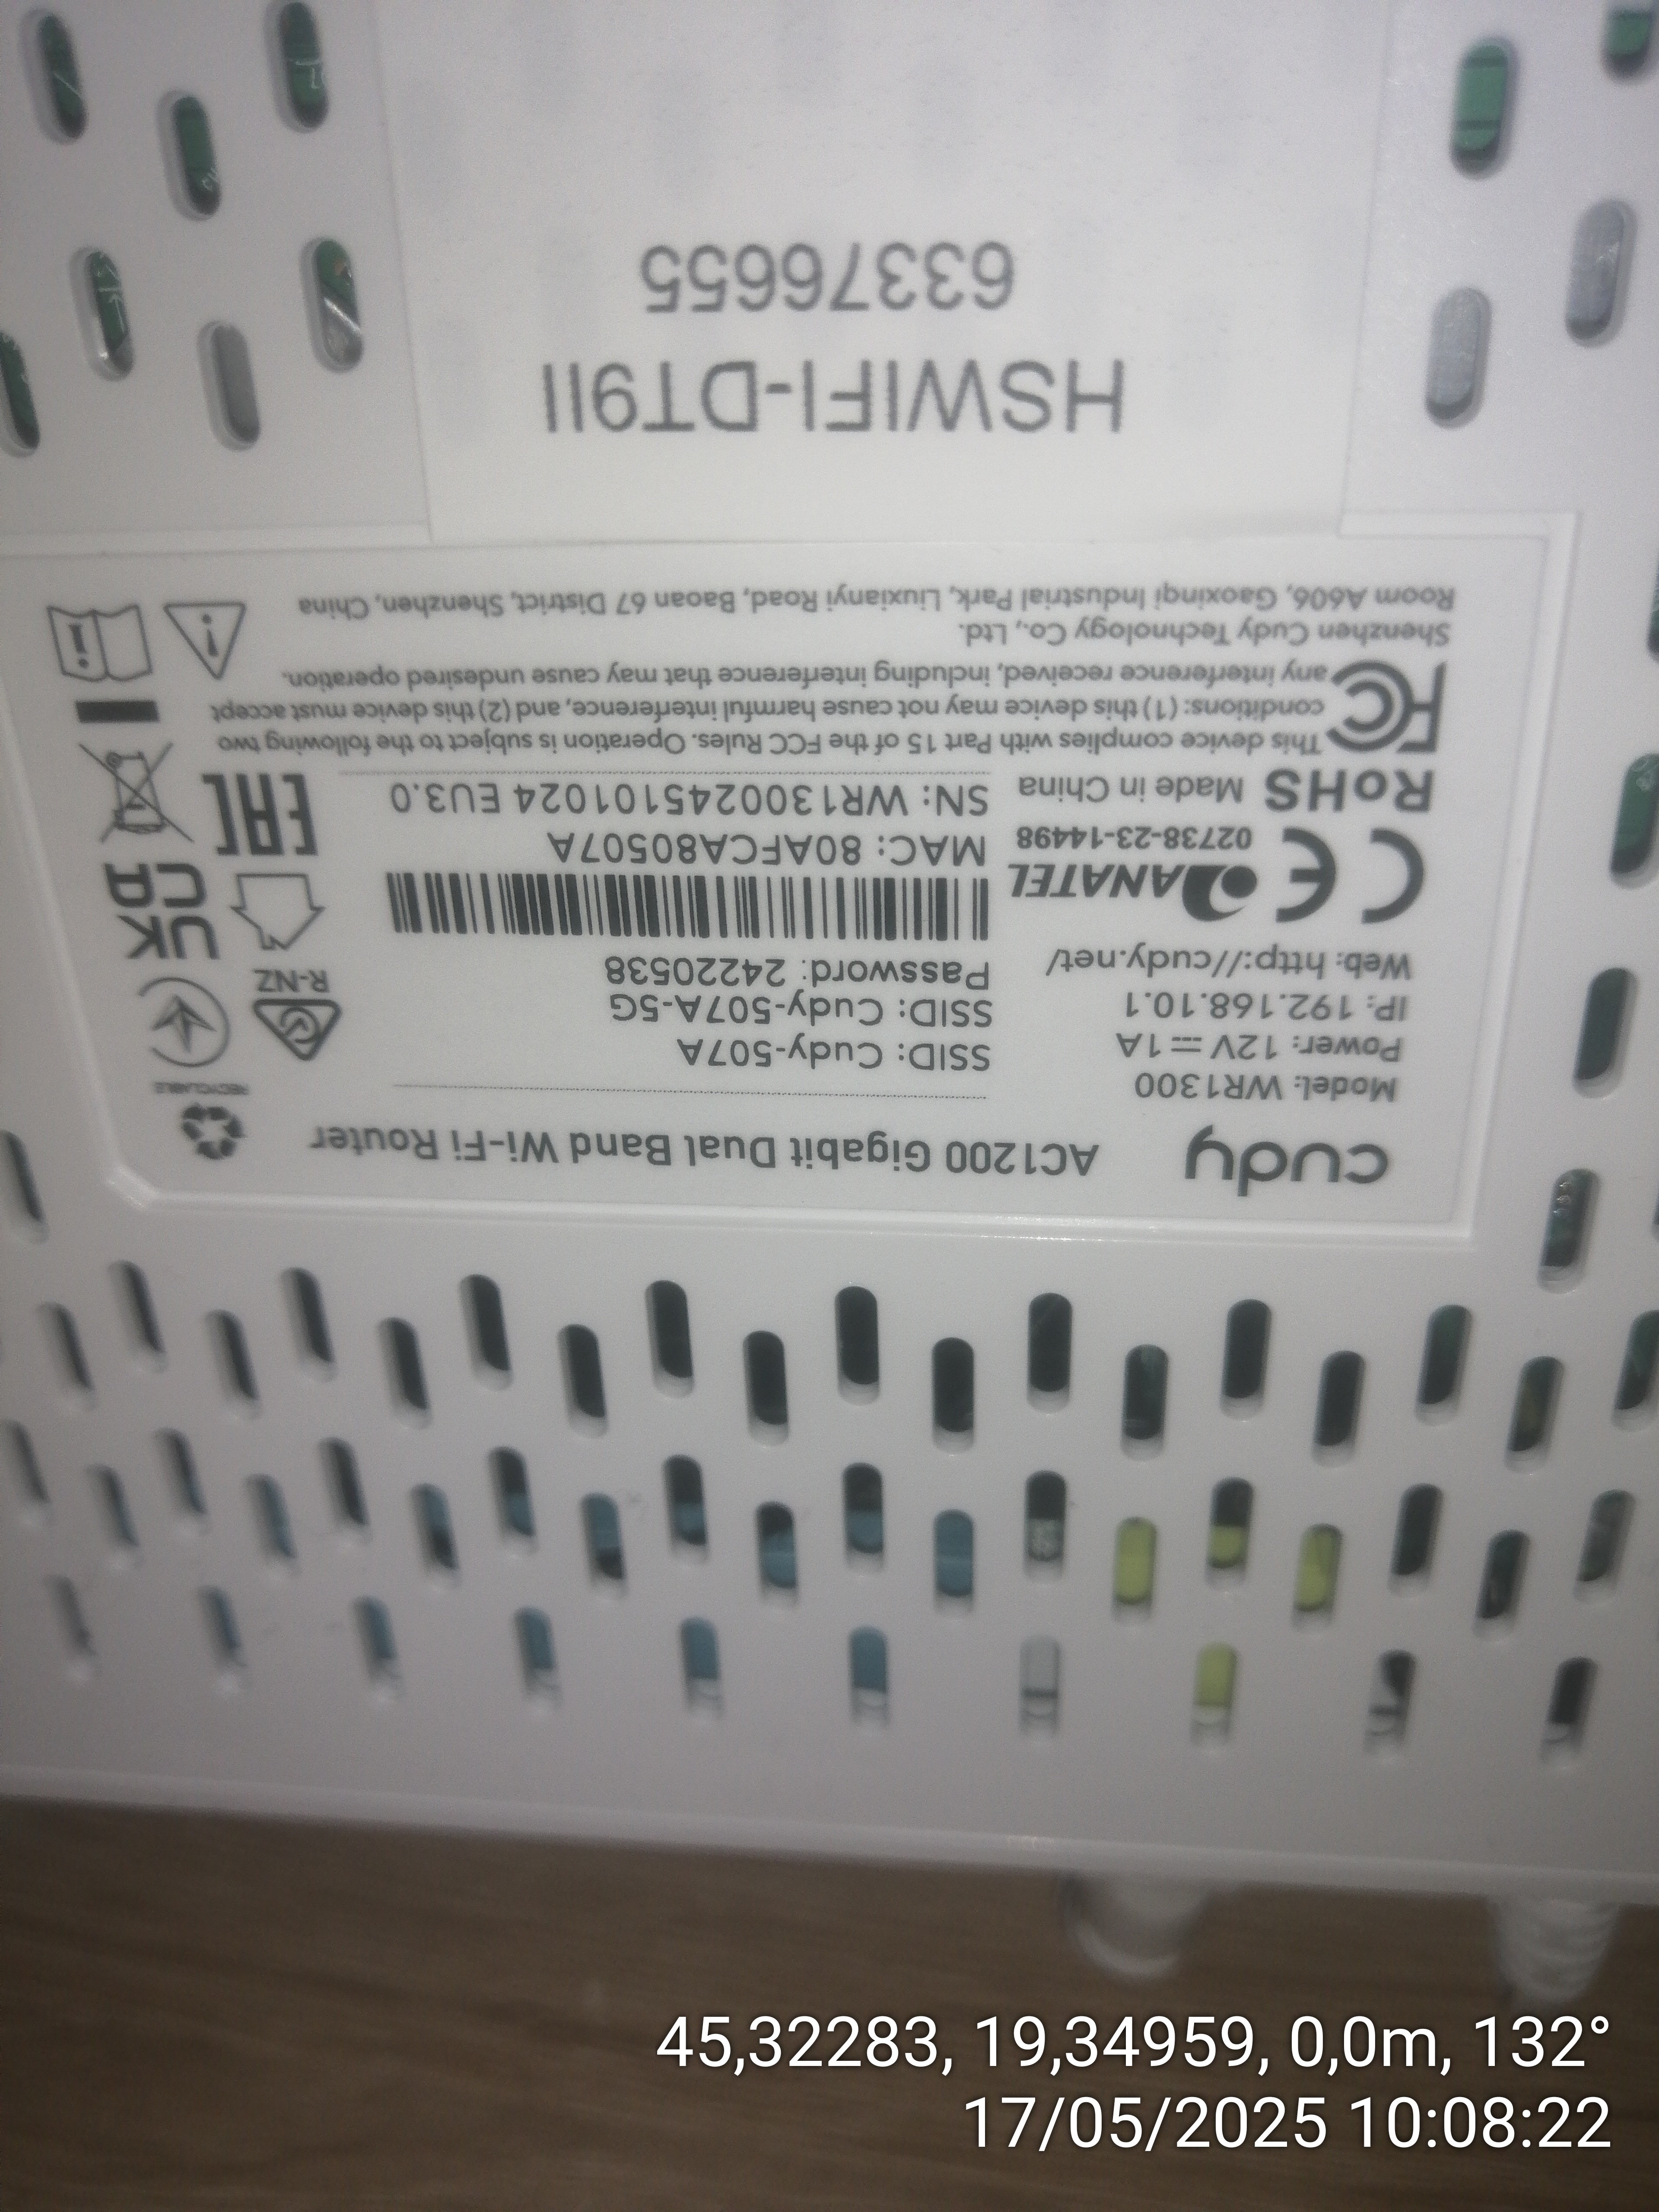 cudy AC1200 Gigabit Dual Band Wi-Fi Router
Model: WR1300
Power: 12V⎓1A
IP: 192.168.10.1
Web: http://cudy.net/
SSID: Cudy-507A
SSID: Cudy-507A-5G
Password: 24220538
MAC: 80AFCA80507A
SN: WR1300245101024 EU3.0
CE
ANATEL
02738-23-14498
RoHS Made in China
RECYCLABLE
R-NZ
UK
CA
EAC
FC
This device complies with Part 15 of the FCC Rules. Operation is subject to the following two
conditions: (1) this device may not cause harmful interference, and (2) this device must accept
any interference received, including interference that may cause undesired operation.
Shenzhen Cudy Technology Co., Ltd.
Room A606, Gaoxinqi Industrial Park, Liuxianyi Road, Baoan 67 District, Shenzhen, China
HSWIFI-DT9II
63376655
45,32283, 19,34959, 0,0m, 132°
17/05/2025 10:08:22